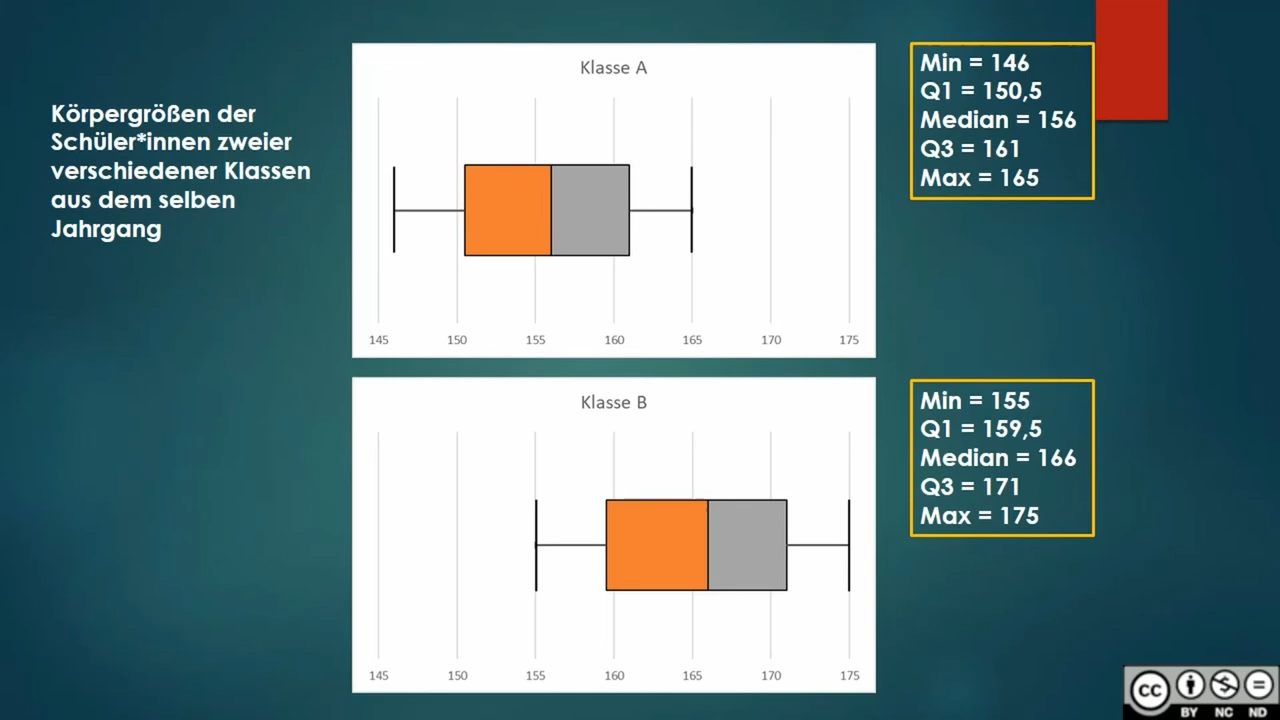 Körpergrößen der
Schüler*innen zweier
verschiedener Klassen
aus dem selben
Jahrgang
Klasse A
145 150 155 160 165 170 175
Min = 146
Q1 = 150,5
Median = 156
Q3 = 161
Max = 165
Klasse B
145 150 155 160 165 170 175
Min = 155
Q1 = 159,5
Median = 166
Q3 = 171
Max = 175
cc
BY NC ND